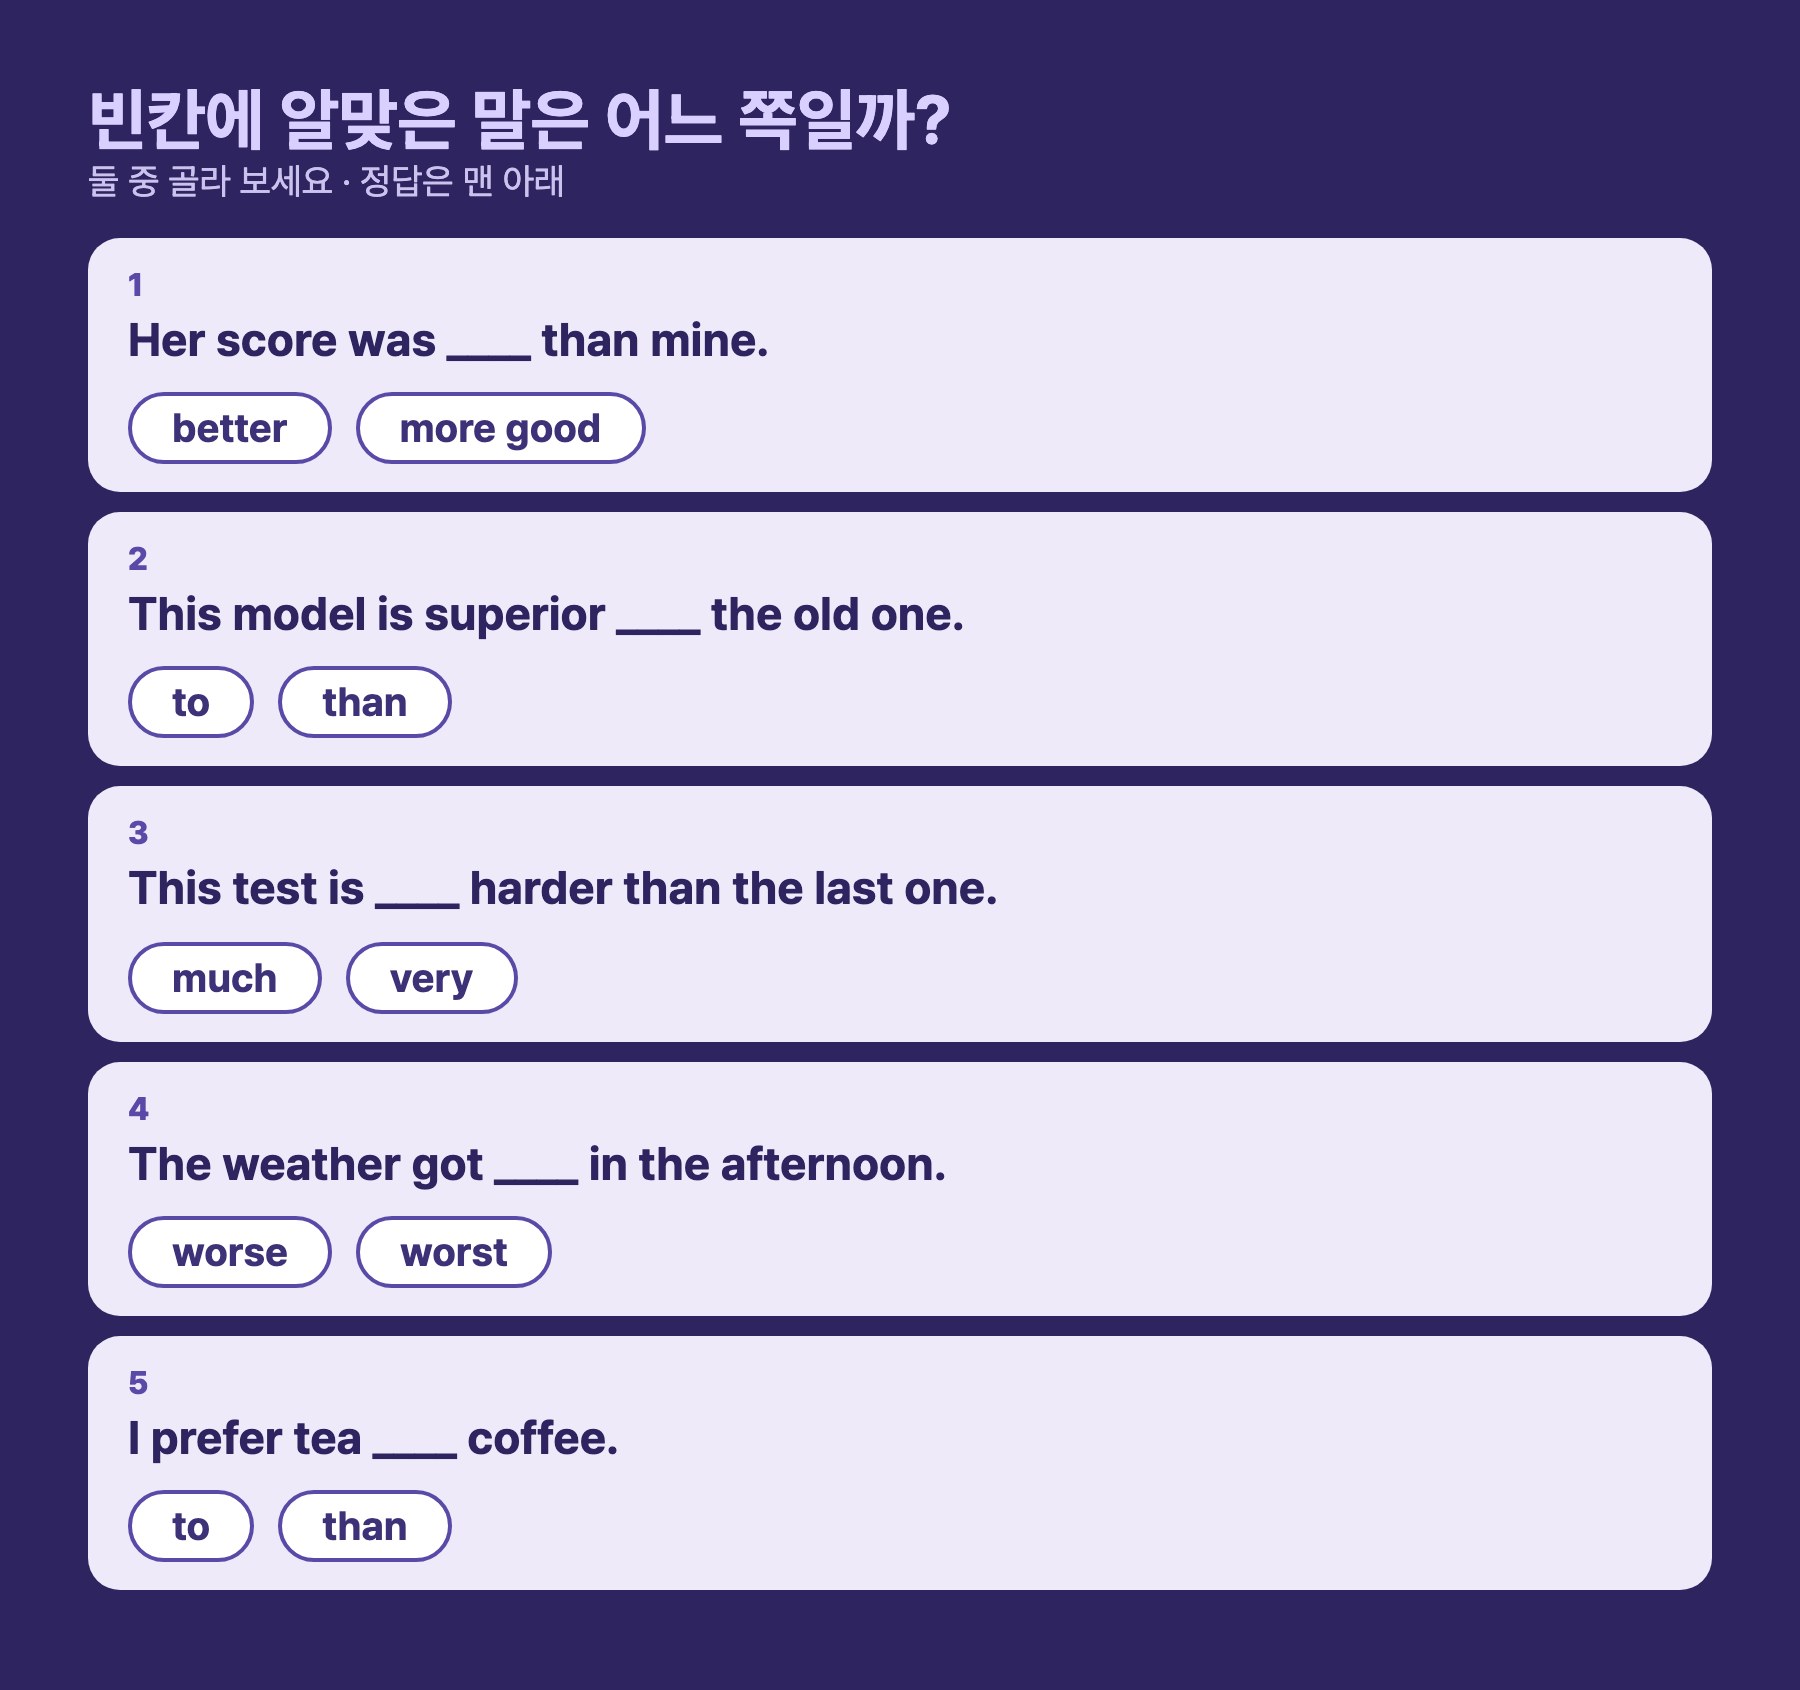 빈칸에 알맞은 말은 어느 쪽일까?
둘 중 골라 보세요 · 정답은 맨 아래
1
Her score was ____ than mine.
better more good
2
This model is superior ____ the old one.
to than
3
This test is ____ harder than the last one.
much very
4
The weather got ____ in the afternoon.
worse worst
5
I prefer tea ____ coffee.
to than